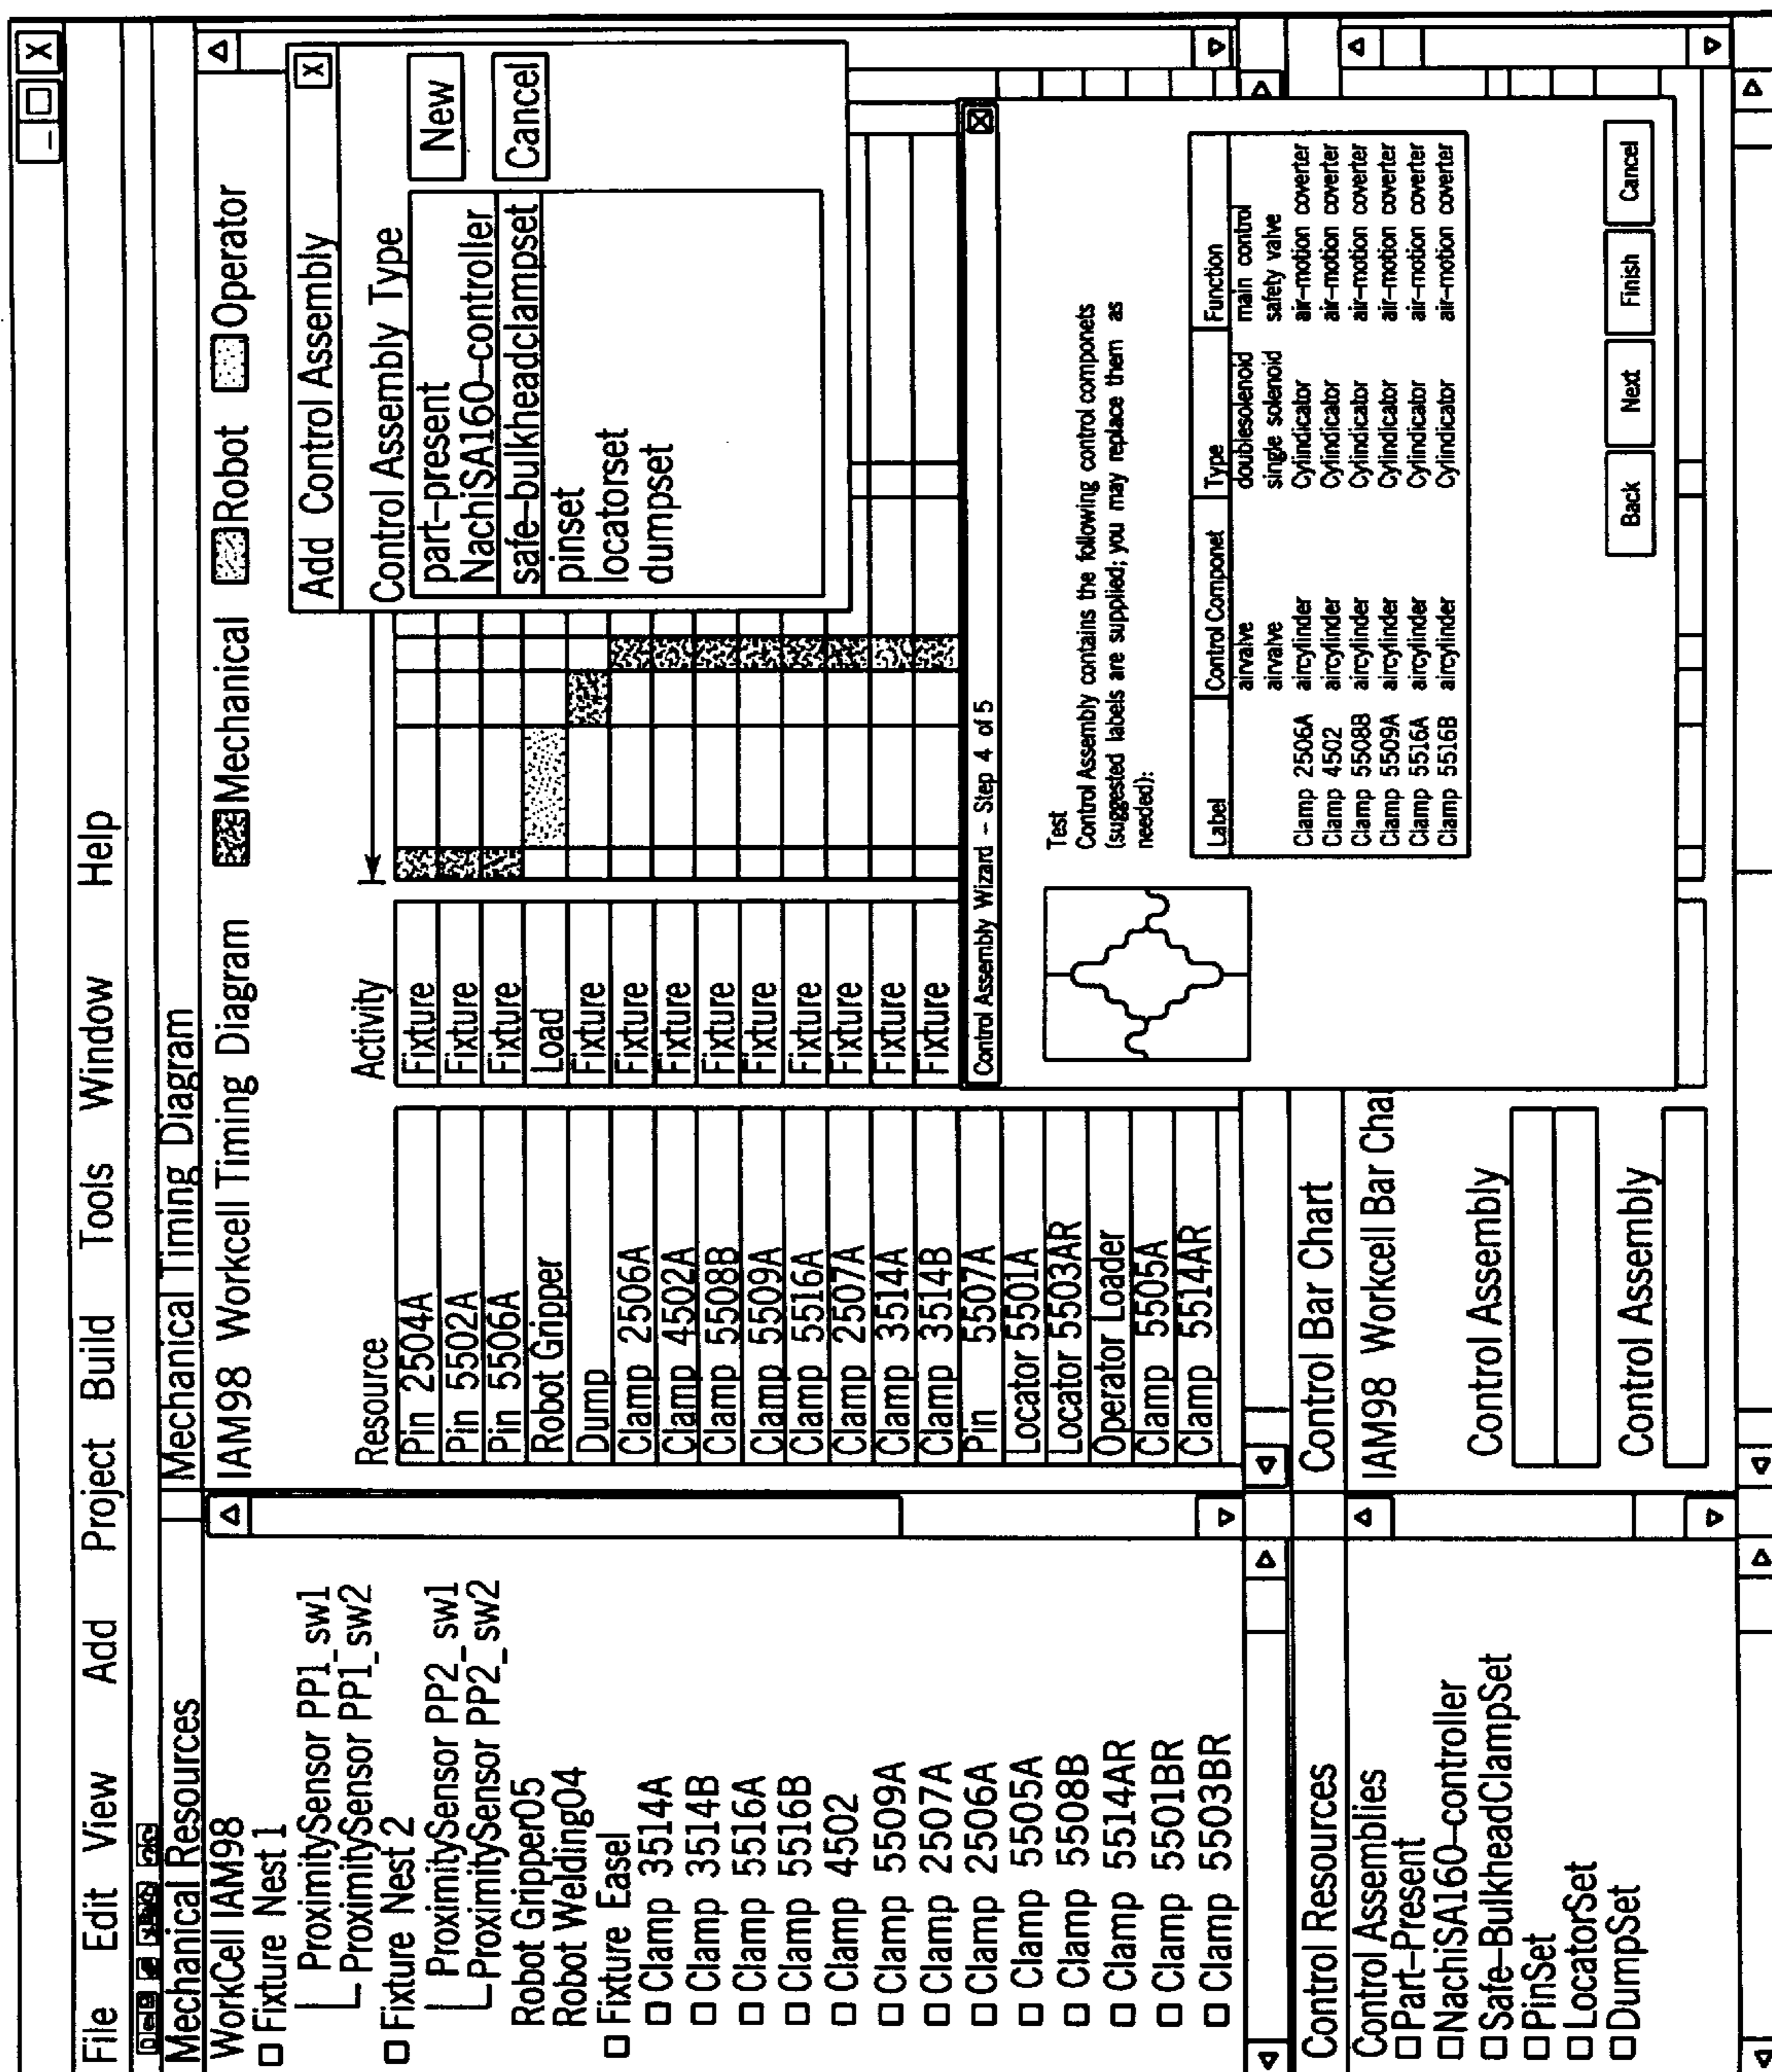 File Edit View Add Project Build Tools Window Help
Mechanical Resources
WorkCell IAM98
Fixture Nest 1
ProximitySensor PP1_sw1
ProximitySensor PP1_sw2
Fixture Nest 2
ProximitySensor PP2_sw1
ProximitySensor PP2_sw2
Robot Gripper05
Robot Welding04
Fixture Easel
Clamp 3514A
Clamp 3514B
Clamp 5516A
Clamp 5516B
Clamp 4502
Clamp 5509A
Clamp 2507A
Clamp 2506A
Clamp 5505A
Clamp 5508B
Clamp 5514AR
Clamp 5501BR
Clamp 5503BR
Mechanical Timing Diagram
IAM98 Workcell Timing Diagram Mechanical Robot Operator
Resource Activity
Pin 2504A Fixture
Pin 5502A Fixture
Pin 5506A Fixture
Robot Gripper Load
Dump Fixture
Clamp 2506A Fixture
Clamp 4502A Fixture
Clamp 5508B Fixture
Clamp 5509A Fixture
Clamp 5516A Fixture
Clamp 2507A Fixture
Clamp 3514A Fixture
Clamp 3514B Fixture
Pin 5507A
Locator 5501A
Locator 5503AR
Operator Loader
Clamp 5505A
Clamp 5514AR
Add Control Assembly X
Control Assembly Type
part-present
NachiSA160-controller
safe-bulkheadclampset
pinset
locatorset
dumpset
New
Cancel
Control Assembly Wizard - Step 4 of 5
Test
Control Assembly contains the following control componets
(suggested labels are supplied; you may replace them as
needed):
Label Control Componet Type Function
airvalve doublesolenoid main control
airvalve single solenoid safety valve
Clamp 2506A aircylinder Cylindicator air-motion coverter
Clamp 4502 aircylinder Cylindicator air-motion coverter
Clamp 5508B aircylinder Cylindicator air-motion coverter
Clamp 5509A aircylinder Cylindicator air-motion coverter
Clamp 5516A aircylinder Cylindicator air-motion coverter
Clamp 5516B aircylinder Cylindicator air-motion coverter
Back Next Finish Cancel
Control Resources
Control Assemblies
Part-Present
NachiSA160-controller
Safe-BulkheadClampSet
PinSet
LocatorSet
DumpSet
Control Bar Chart
IAM98 Workcell Bar Cha
Control Assembly
Control Assembly